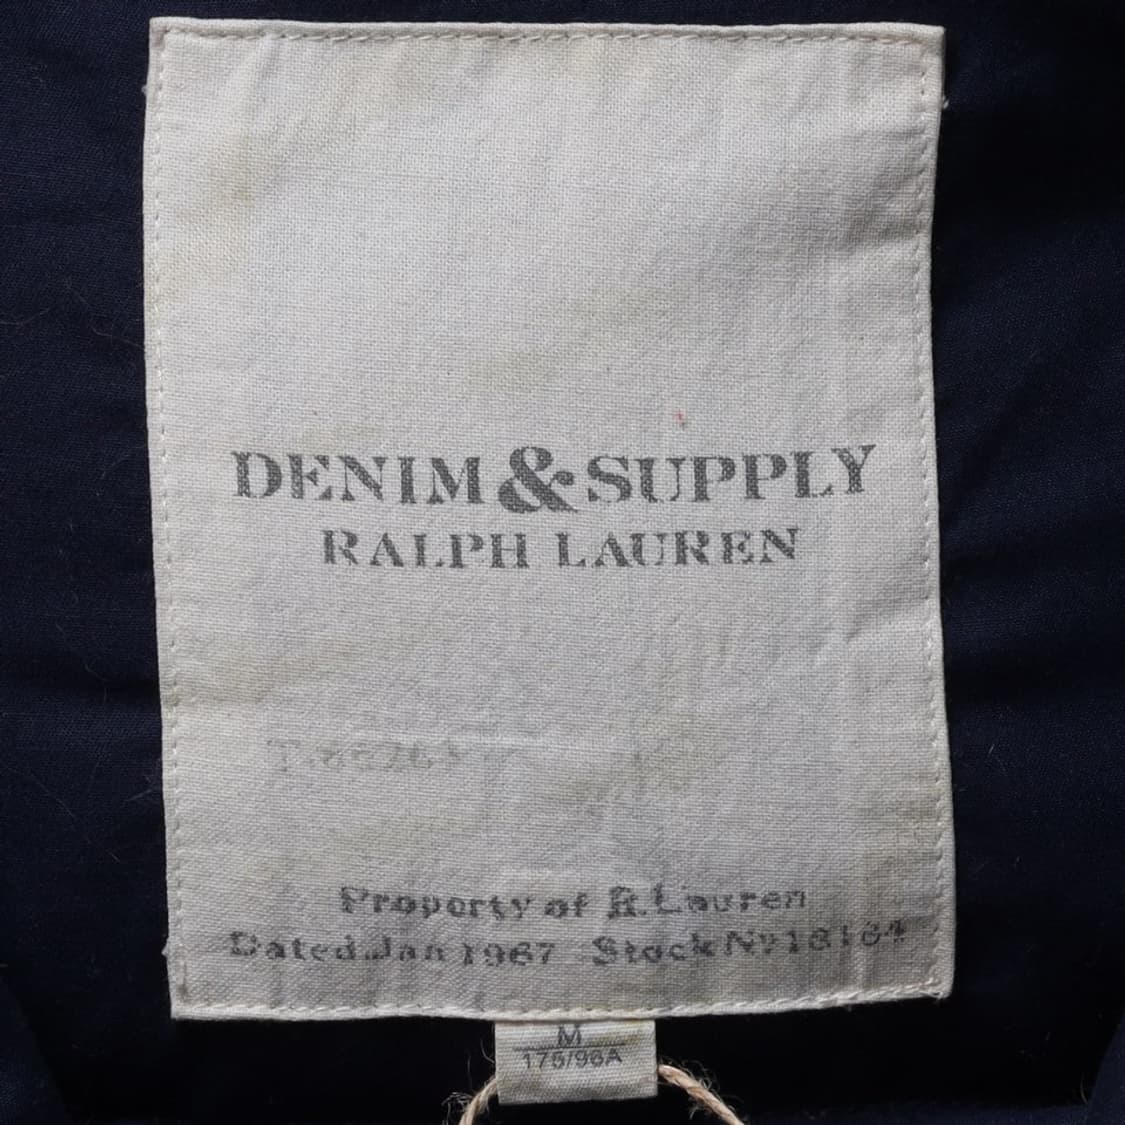 DENIM & SUPPLY
RALPH LAUREN
Property of R. Lauren
Dated Jan 1967 Stock No 18164
M
175/96A